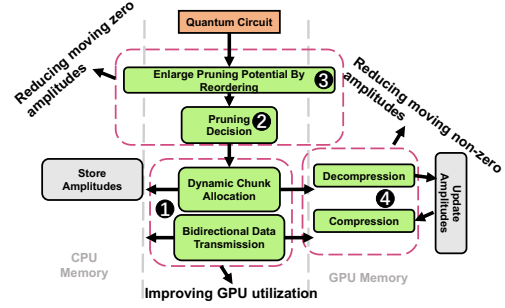 Quantum Circuit
Reducing moving zero
amplitudes
Enlarge Pruning Potential By
Reordering
3
Pruning
Decision
2
Reducing moving non-zero
amplitudes
Store
Amplitudes
Dynamic Chunk
Allocation
1
Bidirectional Data
Transmission
Decompression
4
Compression
Update
Amplitudes
CPU
Memory
GPU Memory
Improving GPU utilization